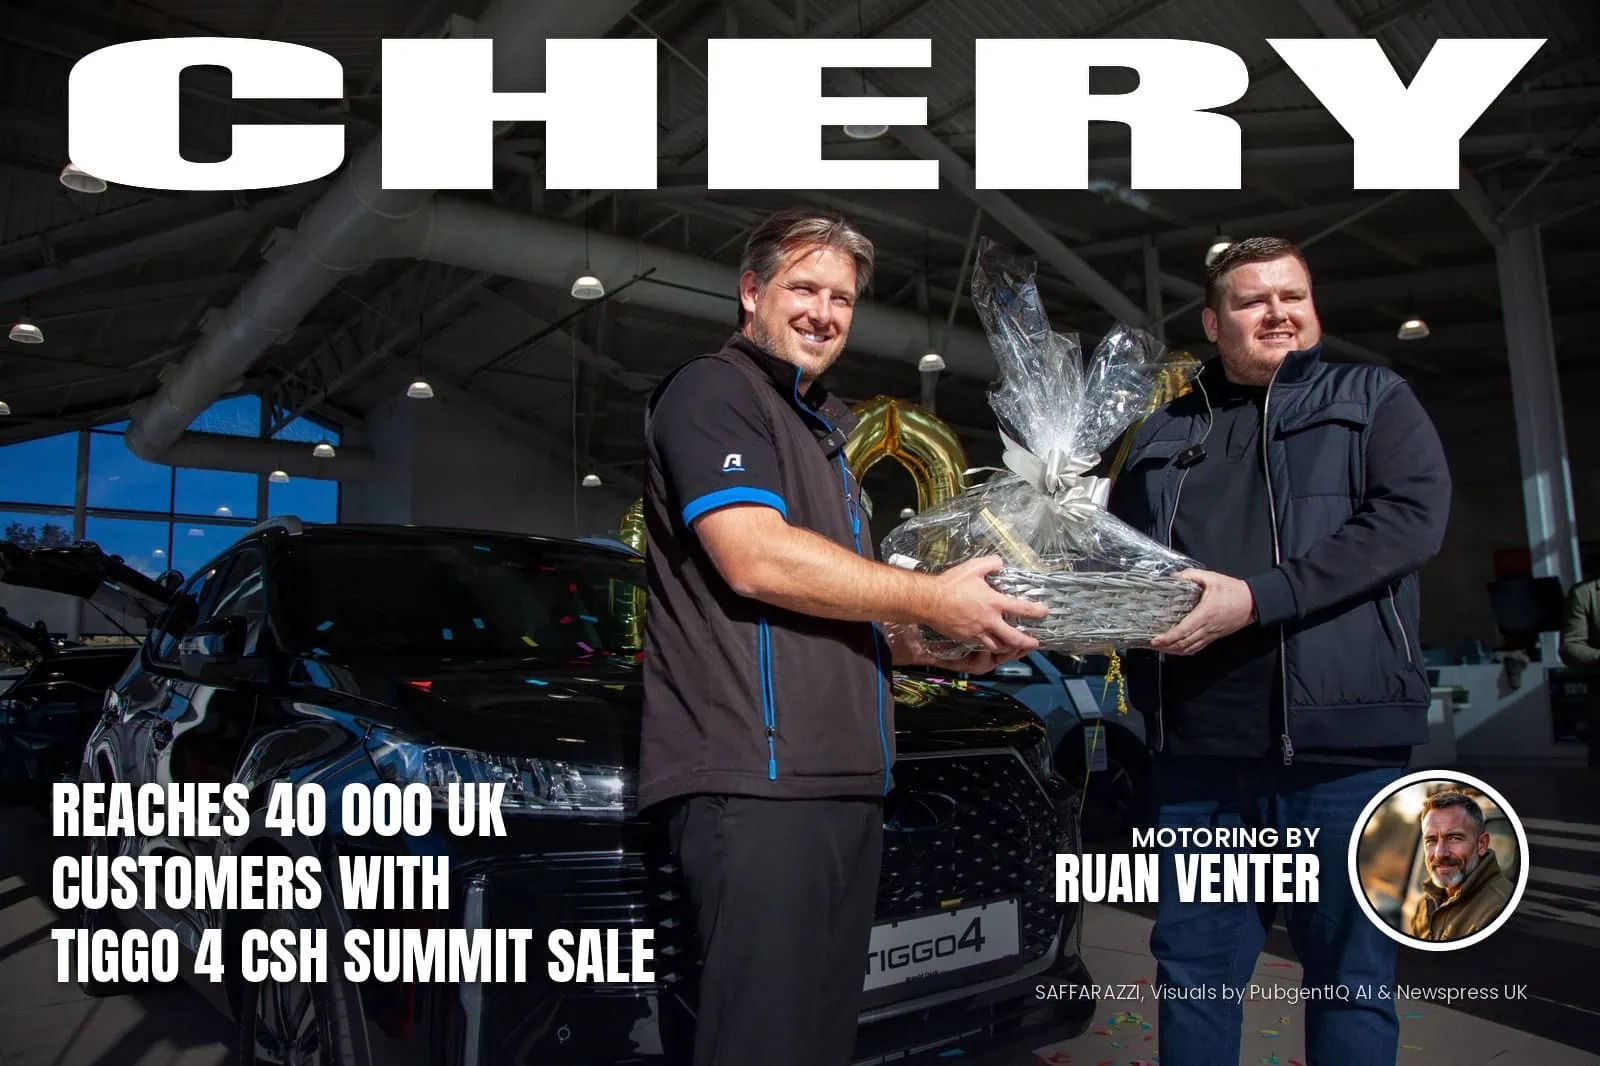 CHERY
REACHES 40 000 UK
CUSTOMERS WITH
TIGGO 4 CSH SUMMIT SALE
MOTORING BY
RUAN VENTER
TIGGO4
SAFFARAZZI, Visuals by PubgentIQ AI & Newspress UK